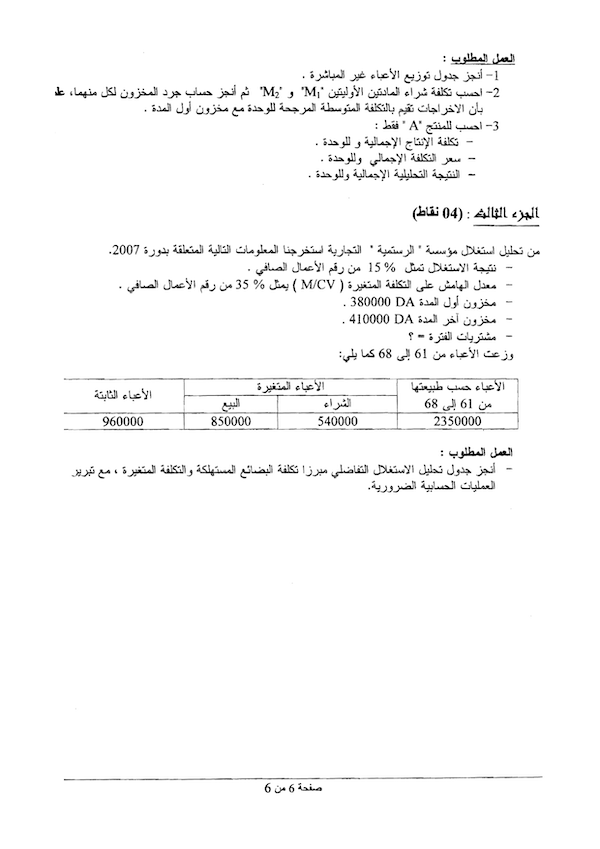 العمل المطلوب :
1- أنجز جدول توزيع الأعباء غير المباشرة .
2- احسب تكلفة شراء المادتين الأوليتين "M1" و "M2" ثم أنجز حساب جرد المخزون لكل منهما، علـ
بأن الاخراجات تقيم بالتكلفة المتوسطة المرجحة للوحدة مع مخزون أول المدة .
3- احسب للمنتج "A" فقط :
- تكلفة الإنتاج الإجمالية و للوحدة .
- سعر التكلفة الإجمالي وللوحدة .
- النتيجة التحليلية الإجمالية وللوحدة .
الجزء الثالث : (04 نقاط)
من تحليل استغلال مؤسسة " الرستمية " التجارية استخرجنا المعلومات التالية المتعلقة بدورة 2007.
- نتيجة الاستغلال تمثل % 15 من رقم الأعمال الصافي .
- معدل الهامش على التكلفة المتغيرة ( M/CV ) يمثل % 35 من رقم الأعمال الصافي .
- مخزون أول المدة 380000 DA .
- مخزون آخر المدة 410000 DA .
- مشتريات الفترة = ؟
وزعت الأعباء من 61 إلى 68 كما يلي:
الأعباء حسب طبيعتها الأعباء المتغيرة الأعباء الثابتة
من 61 إلى 68 الشراء البيع
2350000 540000 850000 960000
العمل المطلوب :
- أنجز جدول تحليل الاستغلال التفاضلي مبرزا تكلفة البضائع المستهلكة والتكلفة المتغيرة ، مع تبرير
العمليات الحسابية الضرورية.
صفحة 6 من 6